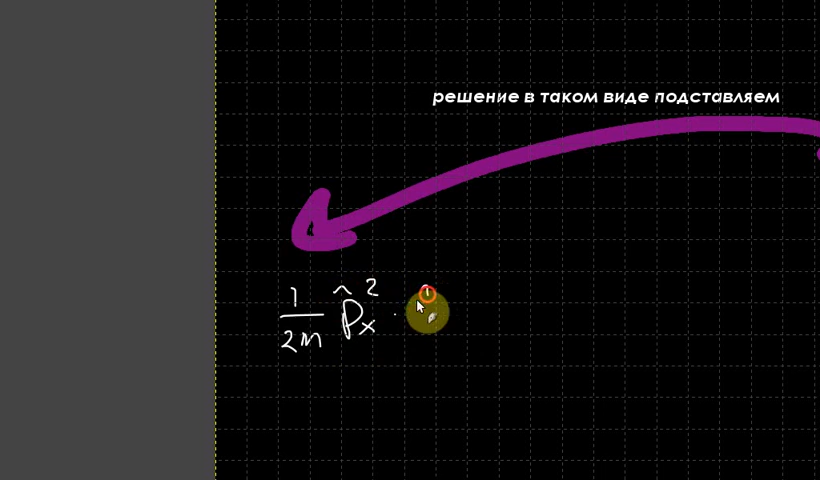 решение в таком виде подставляем
1/2m p̂ₓ² ·